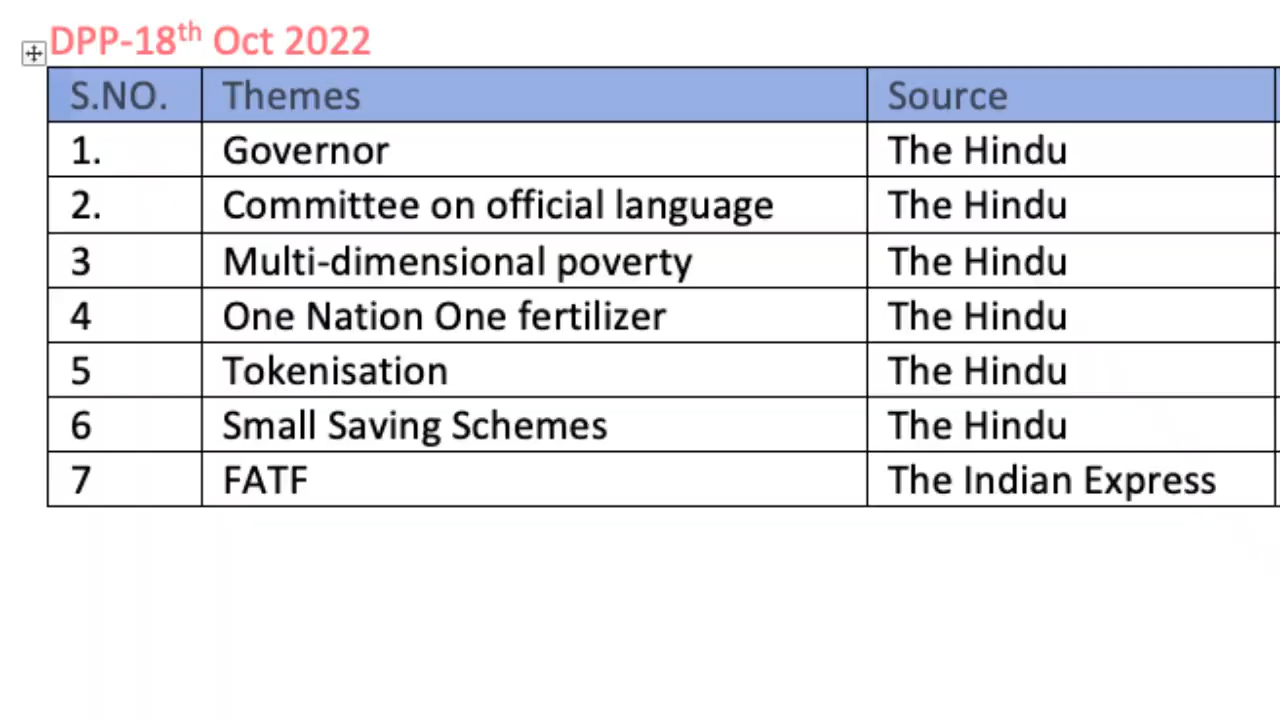 DPP-18th Oct 2022
S.NO. Themes Source
1. Governor The Hindu
2. Committee on official language The Hindu
3 Multi-dimensional poverty The Hindu
4 One Nation One fertilizer The Hindu
5 Tokenisation The Hindu
6 Small Saving Schemes The Hindu
7 FATF The Indian Express